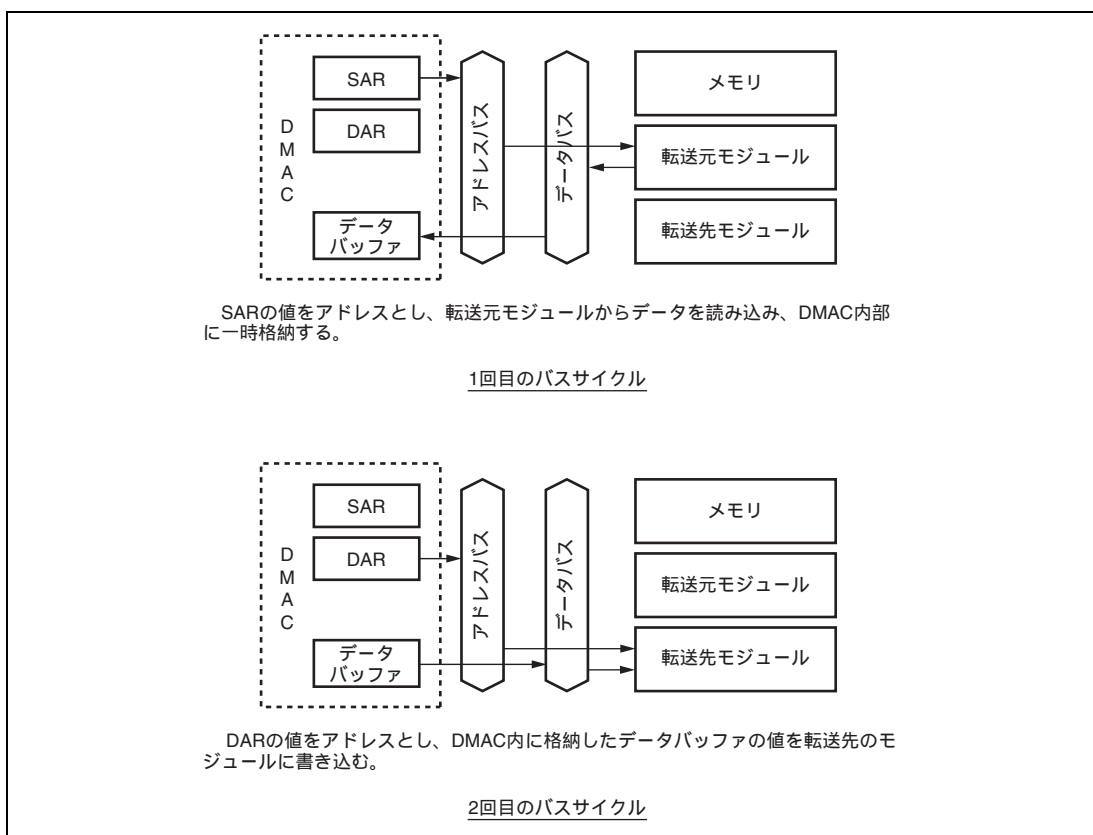 SAR
メモリ
DMAC
DAR
アドレスバス
データバス
転送元モジュール
データ
バッファ
転送先モジュール
SARの値をアドレスとし、転送元モジュールからデータを読み込み、DMAC内部
に一時格納する。
1回目のバスサイクル
SAR
メモリ
DMAC
DAR
アドレスバス
データバス
転送元モジュール
データ
バッファ
転送先モジュール
DARの値をアドレスとし、DMAC内に格納したデータバッファの値を転送先のモ
ジュールに書き込む。
2回目のバスサイクル